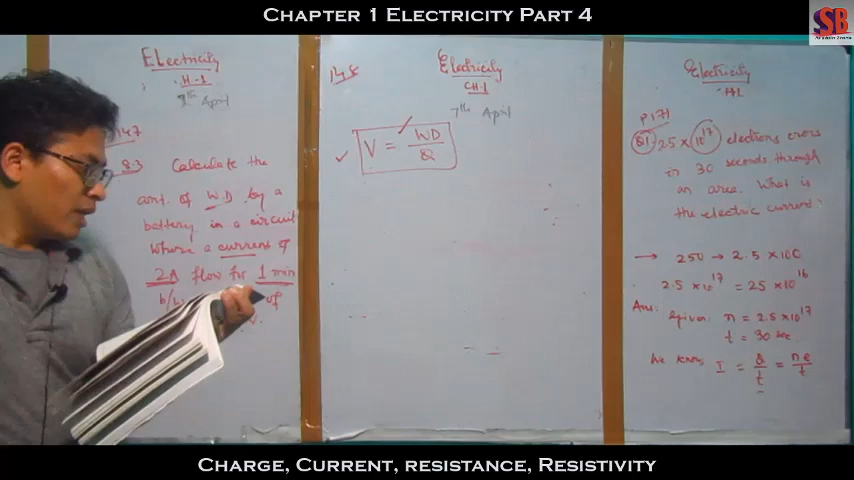 Chapter 1 Electricity Part 4
SB
Electricity
H-1
8th April
147
8.3 Calculate the
amt. of W.D by a
battery in a circuit
where a current of
2A flow for 1 min
b/w of
V.
148
Electricity
CH-1
7th April
✓ V = WD/Q
Electricity
P 171
Q1. 2.5 × 10^17 electrons cross
in 30 seconds through
an area. What is
the electric current?
→ 250 → 2.5 × 100
2.5 × 10^17 = 25 × 10^16
Ans: Given: n = 2.5 × 10^17
t = 30 sec.
We know, I = Q/t = ne/t
Charge, Current, resistance, Resistivity